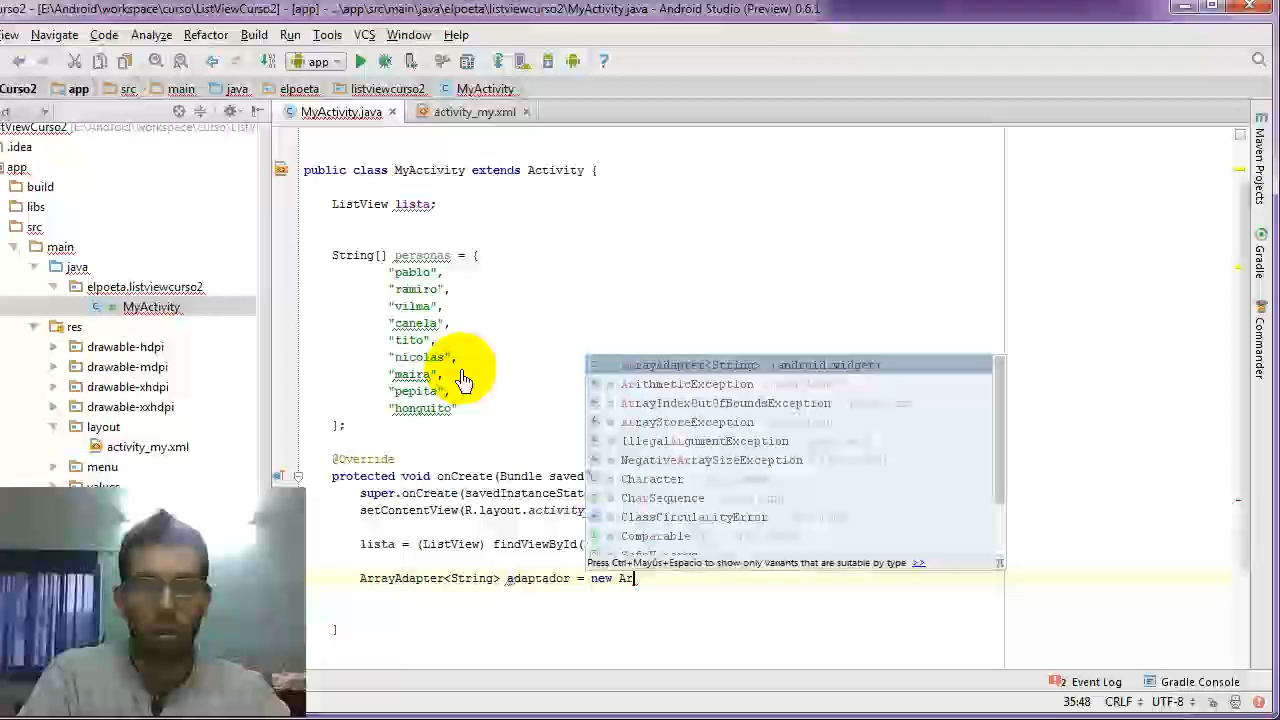 urso2 - [E:\Android\workspace\curso\ListViewCurso2] - [app] - ...\app\src\main\java\elpoeta\listviewcurso2\MyActivity.java - Android Studio (Preview) 0.6.1
iew Navigate Code Analyze Refactor Build Run Tools VCS Window Help
app
Curso2 app src main java elpoeta listviewcurso2 MyActivity
MyActivity.java activity_my.xml
tViewCurso2
.idea
app
build
libs
src
main
java
elpoeta.listviewcurso2
MyActivity
res
drawable-hdpi
drawable-mdpi
drawable-xhdpi
drawable-xxhdpi
layout
activity_my.xml
menu
values
public class MyActivity extends Activity {
ListView lista;
String[] personas = {
"pablo",
"ramiro",
"vilma",
"canela",
"tito",
"nicolas",
"maira",
"pepita",
"honguito"
};
@Override
protected void onCreate(Bundle saved
super.onCreate(savedInstanceStat
setContentView(R.layout.activity
lista = (ListView) findViewById(
ArrayAdapter<String> adaptador = new Ar
}
ArrayAdapter<String> (android.widget)
ArithmeticException
ArrayIndexOutOfBoundsException
ArrayStoreException
IllegalArgumentException
NegativeArraySizeException
Character
CharSequence
ClassCircularityError
Comparable
Press Ctrl+Mayús+Espacio to show only variants that are suitable by type >>
Maven Projects
Gradle
Commander
2 Event Log Gradle Console
35:48 CRLF UTF-8